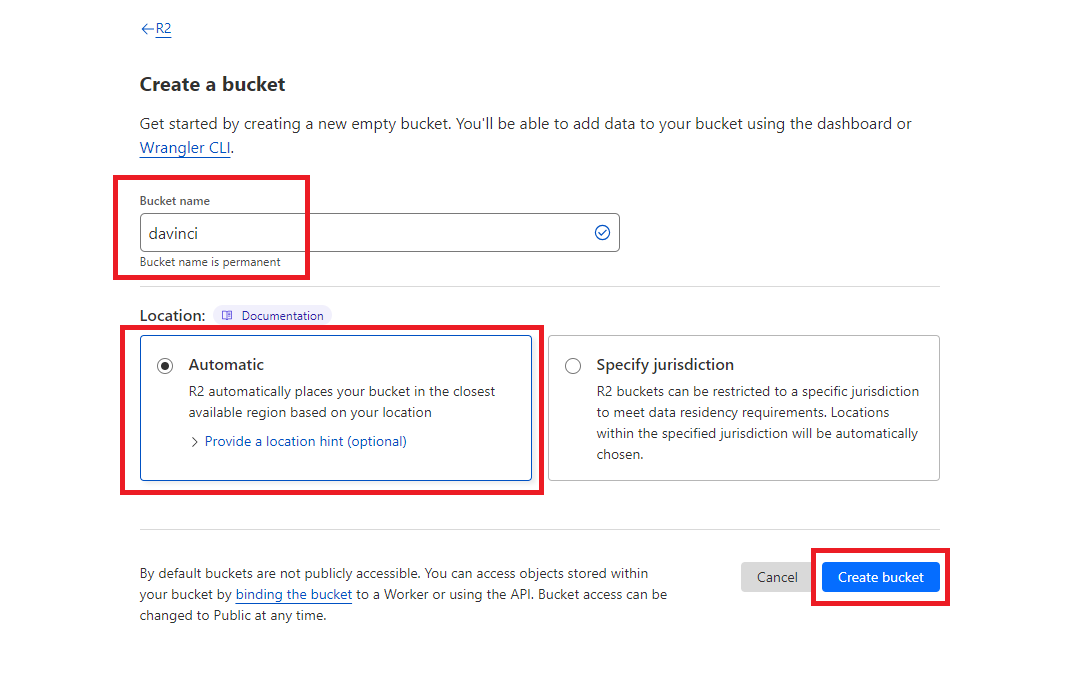 ←R2
Create a bucket
Get started by creating a new empty bucket. You'll be able to add data to your bucket using the dashboard or
Wrangler CLI.
Bucket name
davinci
Bucket name is permanent
Location: Documentation
Automatic
R2 automatically places your bucket in the closest
available region based on your location
Provide a location hint (optional)
Specify jurisdiction
R2 buckets can be restricted to a specific jurisdiction
to meet data residency requirements. Locations
within the specified jurisdiction will be automatically
chosen.
By default buckets are not publicly accessible. You can access objects stored within
your bucket by binding the bucket to a Worker or using the API. Bucket access can be
changed to Public at any time.
Cancel
Create bucket